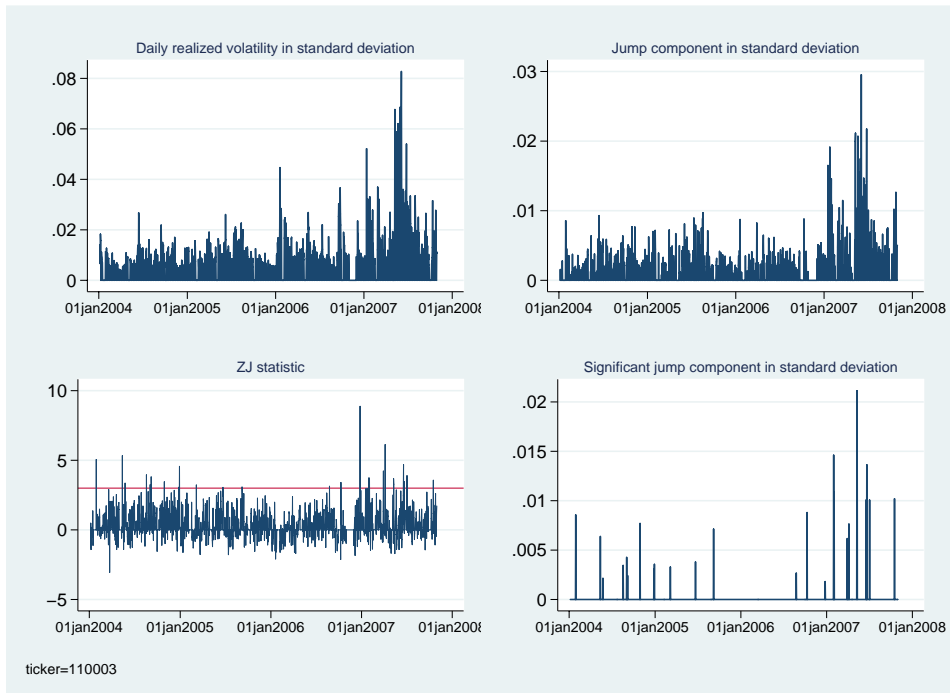 Daily realized volatility in standard deviation
.08
.06
.04
.02
0
01jan2004 01jan2005 01jan2006 01jan2007 01jan2008
Jump component in standard deviation
.03
.02
.01
0
01jan2004 01jan2005 01jan2006 01jan2007 01jan2008
ZJ statistic
10
5
0
−5
01jan2004 01jan2005 01jan2006 01jan2007 01jan2008
Significant jump component in standard deviation
.02
.015
.01
.005
0
01jan2004 01jan2005 01jan2006 01jan2007 01jan2008
ticker=110003